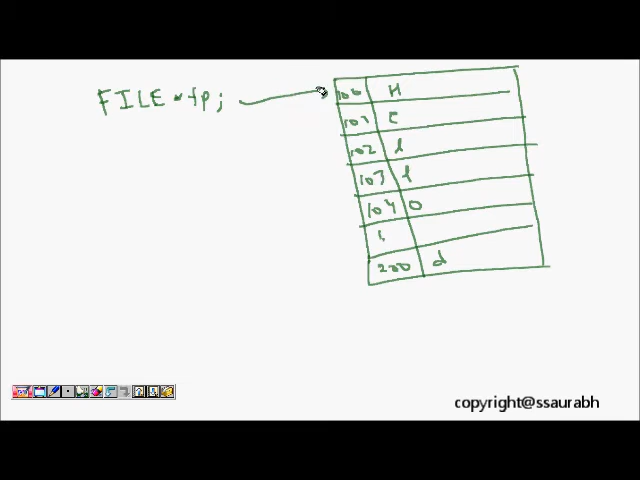 FILE *fp;
100 H
101 E
102 l
103 l
104 O
200 d
copyright@ssaurabh